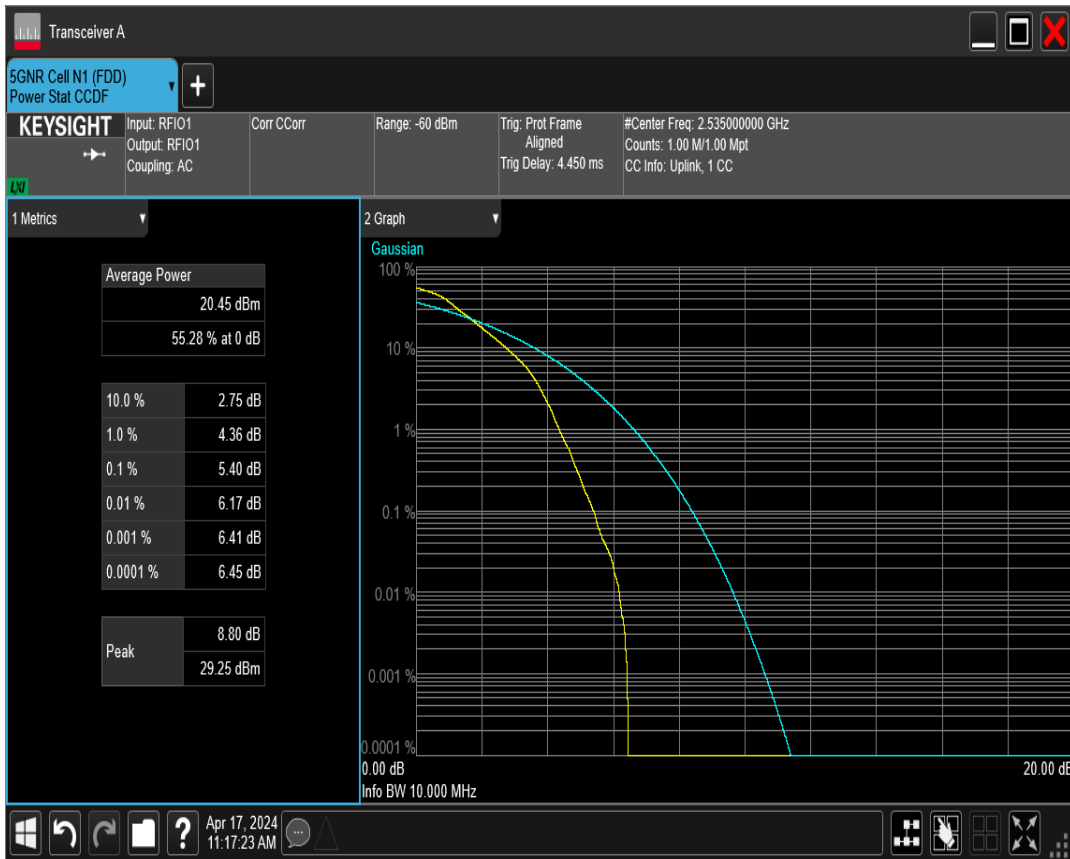 Transceiver A
5GNR Cell N1 (FDD)
Power Stat CCDF
+
KEYSIGHT
LXI
Input: RFIO1
Output: RFIO1
Coupling: AC
Corr CCorr
Range: -60 dBm
Trig: Prot Frame
Aligned
Trig Delay: 4.450 ms
#Center Freq: 2.535000000 GHz
Counts: 1.00 M/1.00 Mpt
CC Info: Uplink, 1 CC
1 Metrics
Average Power
20.45 dBm
55.28 % at 0 dB
10.0 % 2.75 dB
1.0 % 4.36 dB
0.1 % 5.40 dB
0.01 % 6.17 dB
0.001 % 6.41 dB
0.0001 % 6.45 dB
Peak 8.80 dB
29.25 dBm
2 Graph
Gaussian
100 %
10 %
1 %
0.1 %
0.01 %
0.001 %
0.0001 %
0.00 dB 20.00 dB
Info BW 10.000 MHz
?
Apr 17, 2024
11:17:23 AM